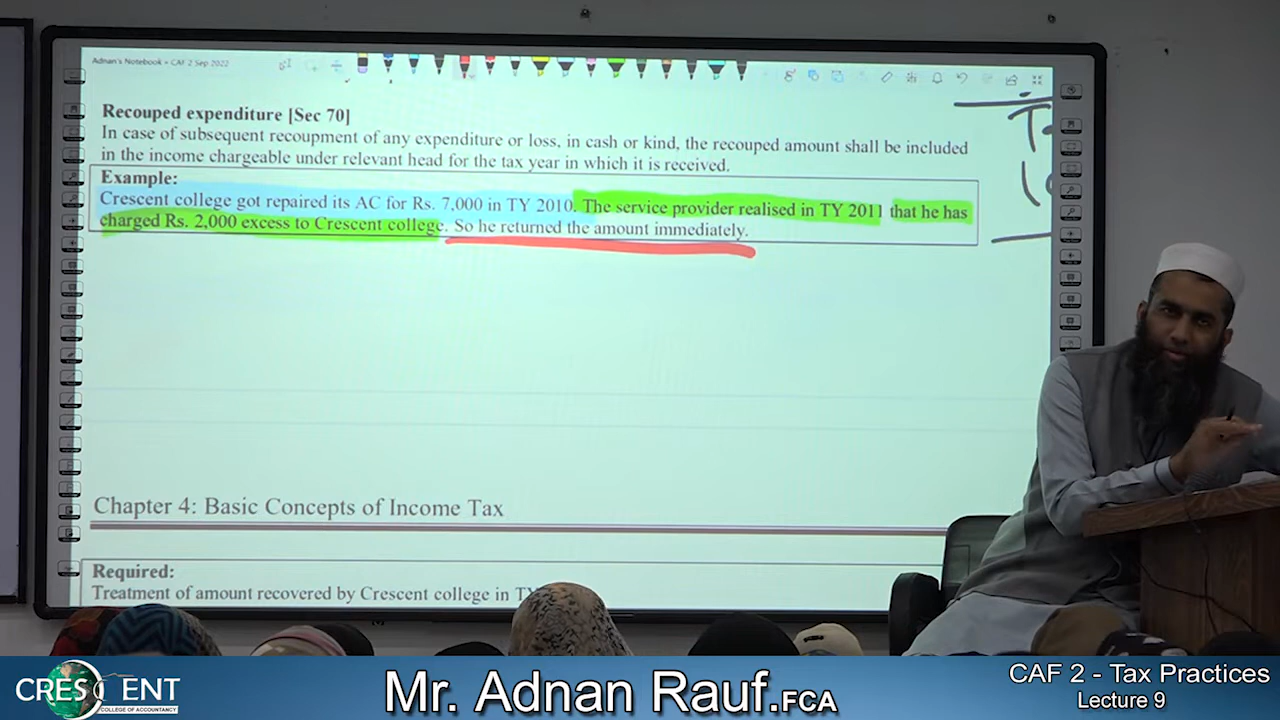 Adnan's Notebook » CAF 2 Sep 2022
Recouped expenditure [Sec 70]
In case of subsequent recoupment of any expenditure or loss, in cash or kind, the recouped amount shall be included
in the income chargeable under relevant head for the tax year in which it is received.
Example:
Crescent college got repaired its AC for Rs. 7,000 in TY 2010. The service provider realised in TY 2011 that he has
charged Rs. 2,000 excess to Crescent college. So he returned the amount immediately.
Chapter 4: Basic Concepts of Income Tax
Required:
Treatment of amount recovered by Crescent college in TY
CRESCENT
COLLEGE OF ACCOUNTANCY
Mr. Adnan Rauf.FCA
CAF 2 - Tax Practices
Lecture 9